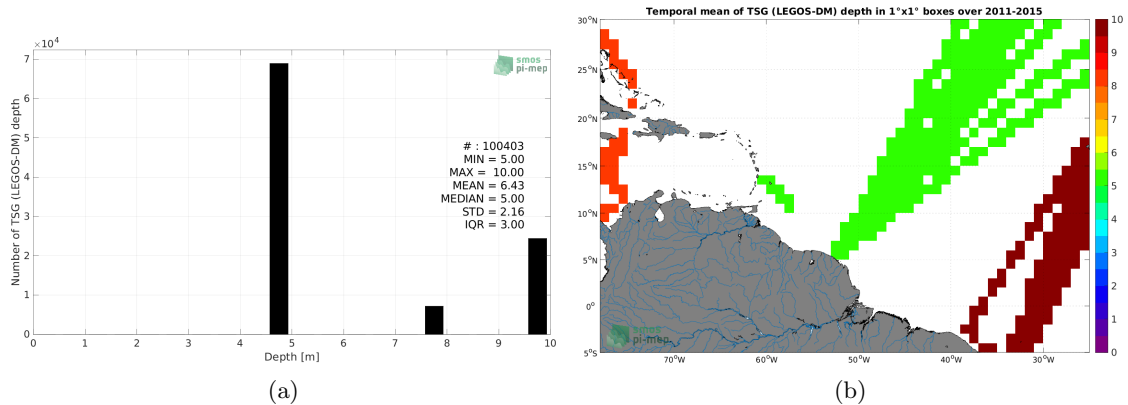 ×10⁴
7
6
5
4
3
2
1
0
Number of TSG (LEGOS-DM) depth
smos
pi-mep
# : 100403
MIN = 5.00
MAX = 10.00
MEAN = 6.43
MEDIAN = 5.00
STD = 2.16
IQR = 3.00
0 1 2 3 4 5 6 7 8 9 10
Depth [m]
(a)
Temporal mean of TSG (LEGOS-DM) depth in 1°x1° boxes over 2011-2015
30°N
25°N
20°N
15°N
10°N
5°N
0°
5°S
smos
pi-mep
70°W 60°W 50°W 40°W 30°W
10
9
8
7
6
5
4
3
2
1
0
(b)